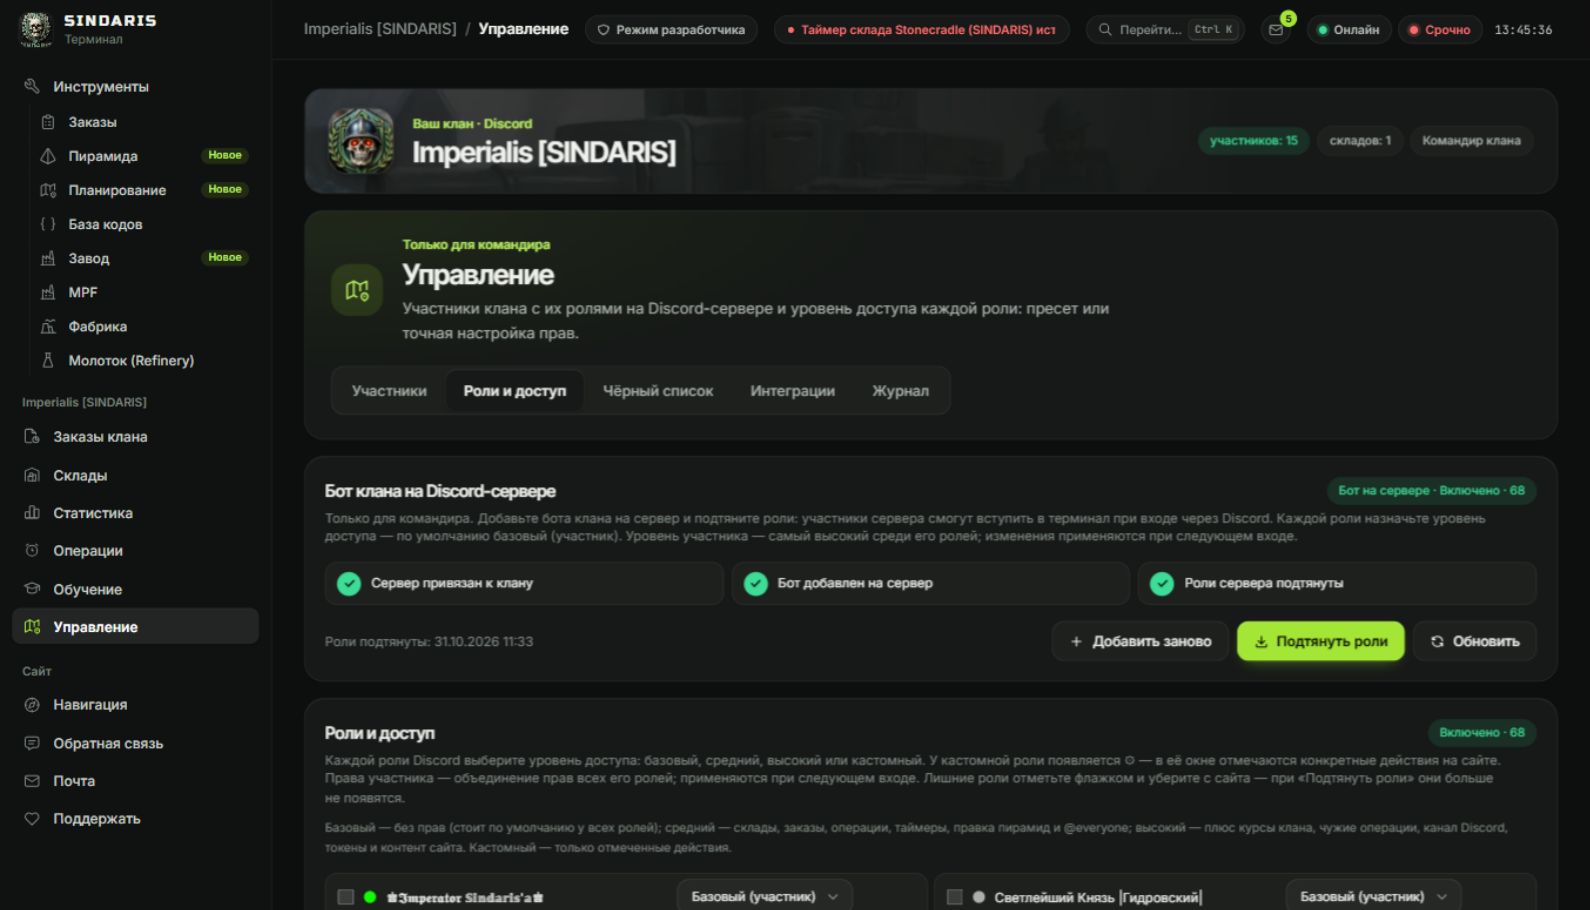 SINDARIS
Терминал
Imperialis [SINDARIS] / Управление
Режим разработчика
Таймер склада Stonecradle (SINDARIS) ист
Перейти... Ctrl K
5
Онлайн
Срочно
13:45:36
Инструменты
Заказы
Пирамида Новое
Планирование Новое
База кодов
Завод Новое
MPF
Фабрика
Молоток (Refinery)
Imperialis [SINDARIS]
Заказы клана
Склады
Статистика
Операции
Обучение
Управление
Сайт
Навигация
Обратная связь
Почта
Поддержать
Ваш клан · Discord
Imperialis [SINDARIS]
участников: 15
складов: 1
Командир клана
Только для командира
Управление
Участники клана с их ролями на Discord-сервере и уровень доступа каждой роли: пресет или
точная настройка прав.
Участники
Роли и доступ
Чёрный список
Интеграции
Журнал
Бот клана на Discord-сервере
Бот на сервере · Включено · 68
Только для командира. Добавьте бота клана на сервер и подтяните роли: участники сервера смогут вступить в терминал при входе через Discord. Каждой роли назначьте уровень
доступа — по умолчанию базовый (участник). Уровень участника — самый высокий среди его ролей; изменения применяются при следующем входе.
Сервер привязан к клану
Бот добавлен на сервер
Роли сервера подтянуты
Роли подтянуты: 31.10.2026 11:33
+ Добавить заново
Подтянуть роли
Обновить
Роли и доступ
Включено · 68
Каждой роли Discord выберите уровень доступа: базовый, средний, высокий или кастомный. У кастомной роли появляется ⚙ — в её окне отмечаются конкретные действия на сайте.
Права участника — объединение прав всех его ролей; применяются при следующем входе. Лишние роли отметьте флажком и уберите с сайта — при «Подтянуть роли» они больше
не появятся.
Базовый — без прав (стоит по умолчанию у всех ролей); средний — склады, заказы, операции, таймеры, правка пирамид и @everyone; высокий — плюс курсы клана, чужие операции, канал Discord,
токены и контент сайта. Кастомный — только отмеченные действия.
𝕴mperator Sindaris'a
Базовый (участник)
Светлейший Князь |Гидровский|
Базовый (участник)